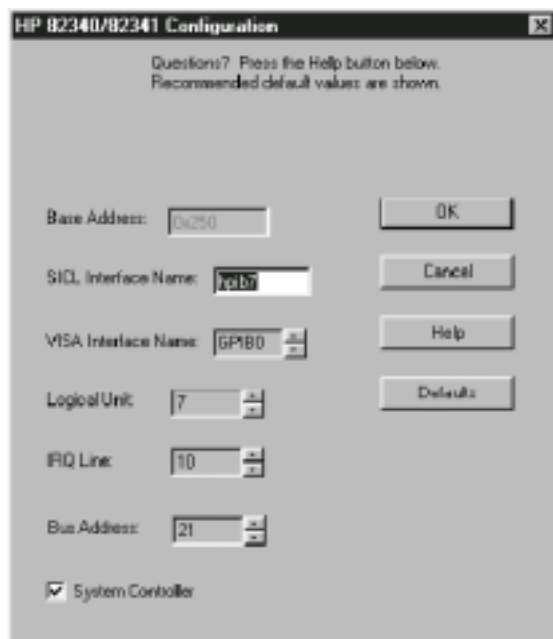 HP 82340/82341 Configuration
Questions? Press the Help button below.
Recommended default values are shown.
Base Address: 0x250
OK
SICL Interface Name: hpib7
Cancel
VISA Interface Name: GPIB0
Help
Logical Unit: 7
Defaults
IRQ Line: 10
Bus Address: 21
System Controller